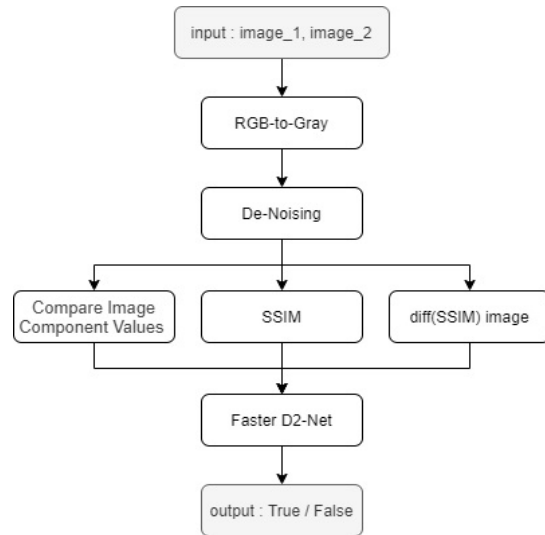 input : image_1, image_2
RGB-to-Gray
De-Noising
Compare Image
Component Values
SSIM
diff(SSIM) image
Faster D2-Net
output : True / False